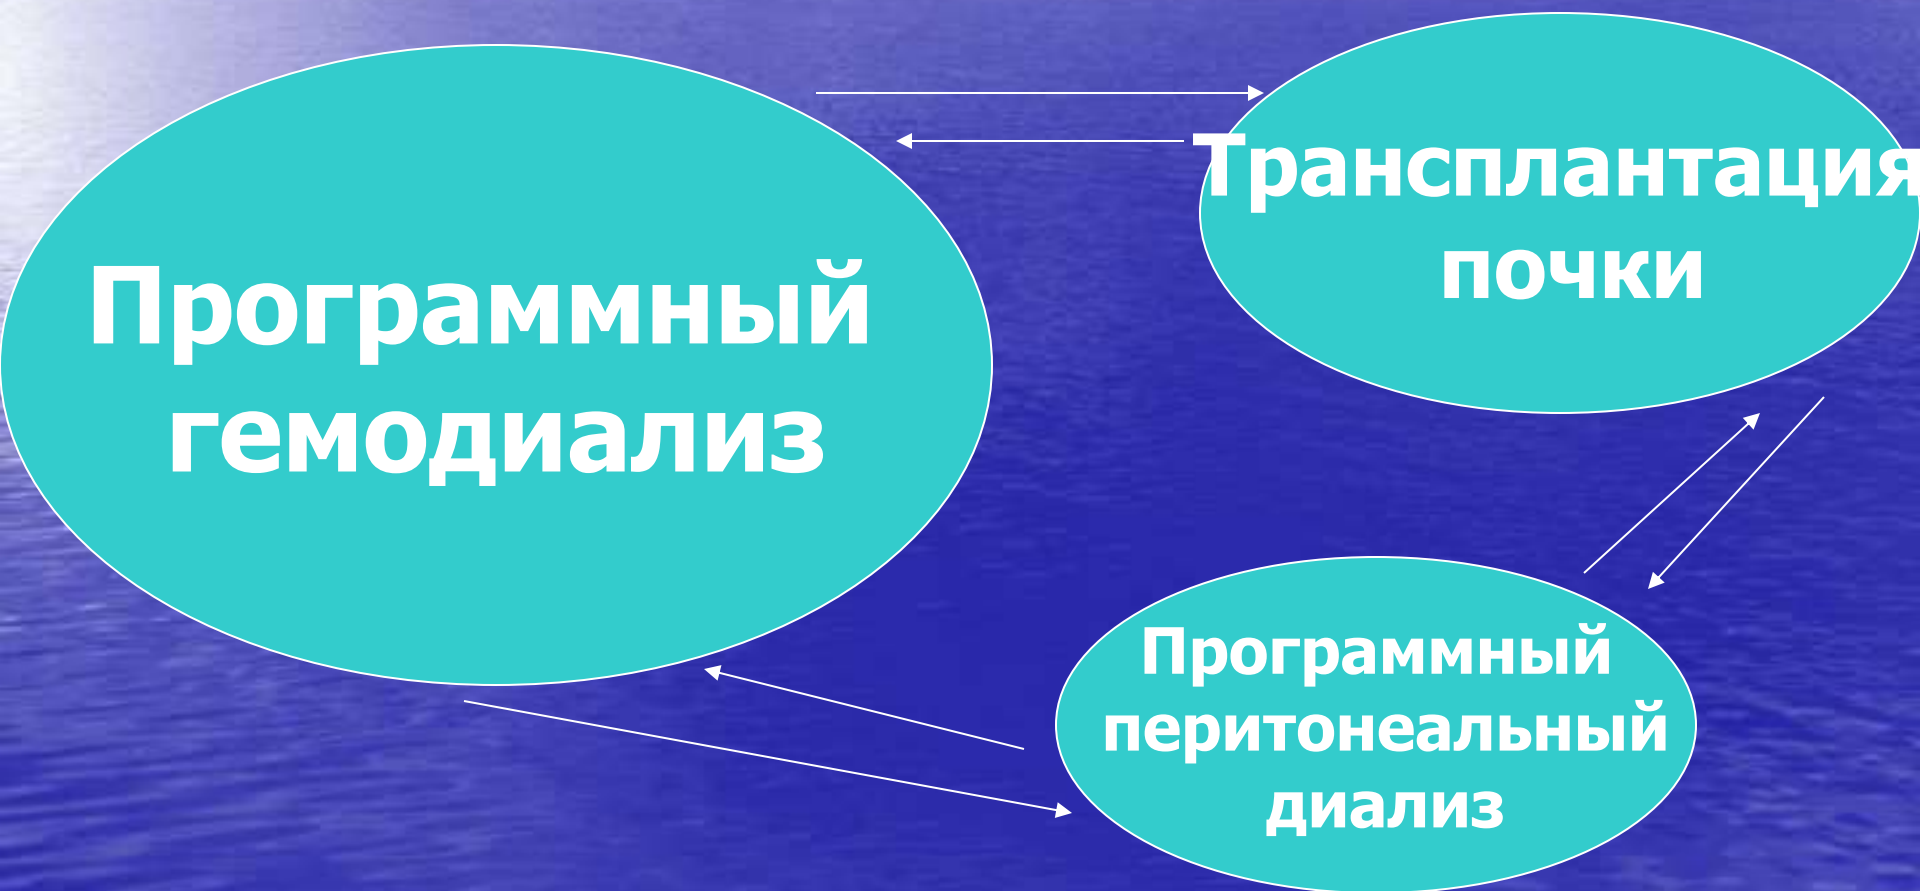 Программный
гемодиализ
Трансплантация
почки
Программный
перитонеальный
диализ